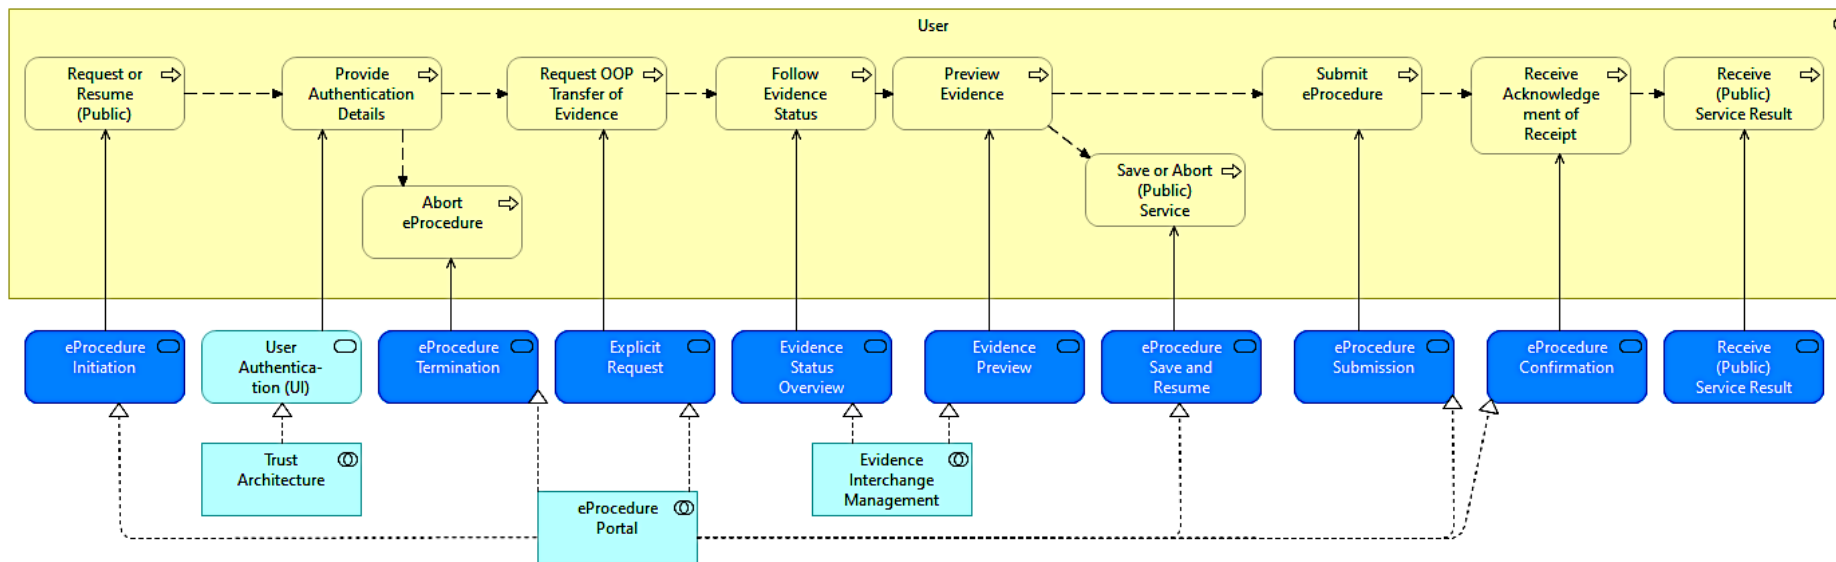 User
Request or
Resume
(Public)
Provide
Authentication
Details
Request OOP
Transfer of
Evidence
Follow
Evidence
Status
Preview
Evidence
Submit
eProcedure
Receive
Acknowledge
ment of
Receipt
Receive
(Public)
Service Result
Abort
eProcedure
Save or Abort
(Public)
Service
eProcedure
Initiation
User
Authentica-
tion (UI)
eProcedure
Termination
Explicit
Request
Evidence
Status
Overview
Evidence
Preview
eProcedure
Save and
Resume
eProcedure
Submission
eProcedure
Confirmation
Receive
(Public)
Service Result
Trust
Architecture
Evidence
Interchange
Management
eProcedure
Portal